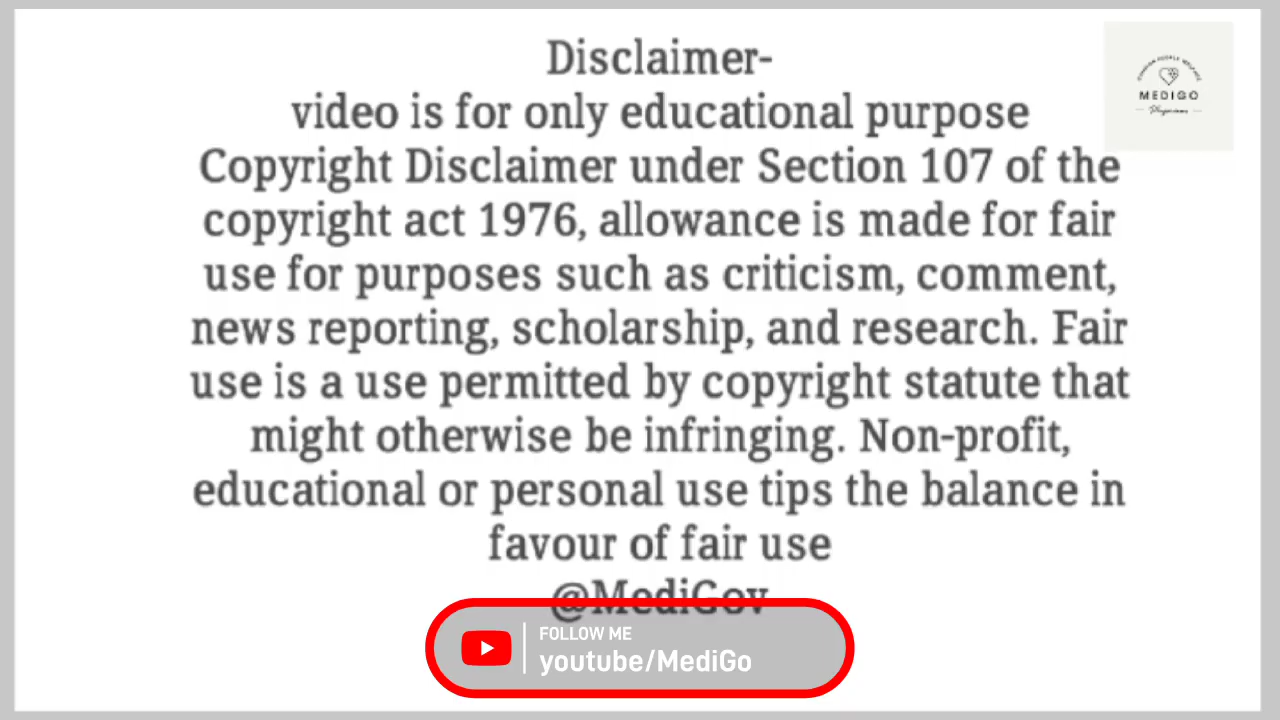 Disclaimer-
video is for only educational purpose
Copyright Disclaimer under Section 107 of the
copyright act 1976, allowance is made for fair
use for purposes such as criticism, comment,
news reporting, scholarship, and research. Fair
use is a use permitted by copyright statute that
might otherwise be infringing. Non-profit,
educational or personal use tips the balance in
favour of fair use
@MediGov
FOLLOW ME
youtube/MediGo
MEDIGO